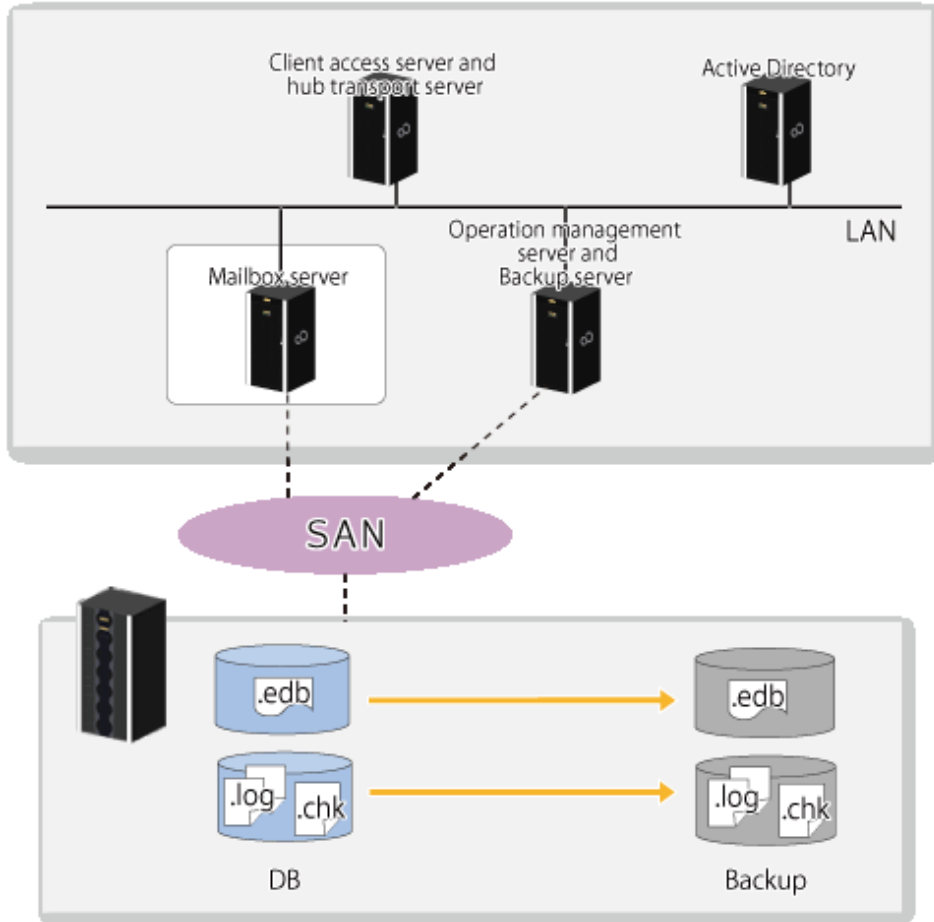 Client access server and
hub transport server
Active Directory
LAN
Operation management
server and
Backup server
Mailbox server
SAN
.edb
.edb
.log
.chk
.log
.chk
DB
Backup